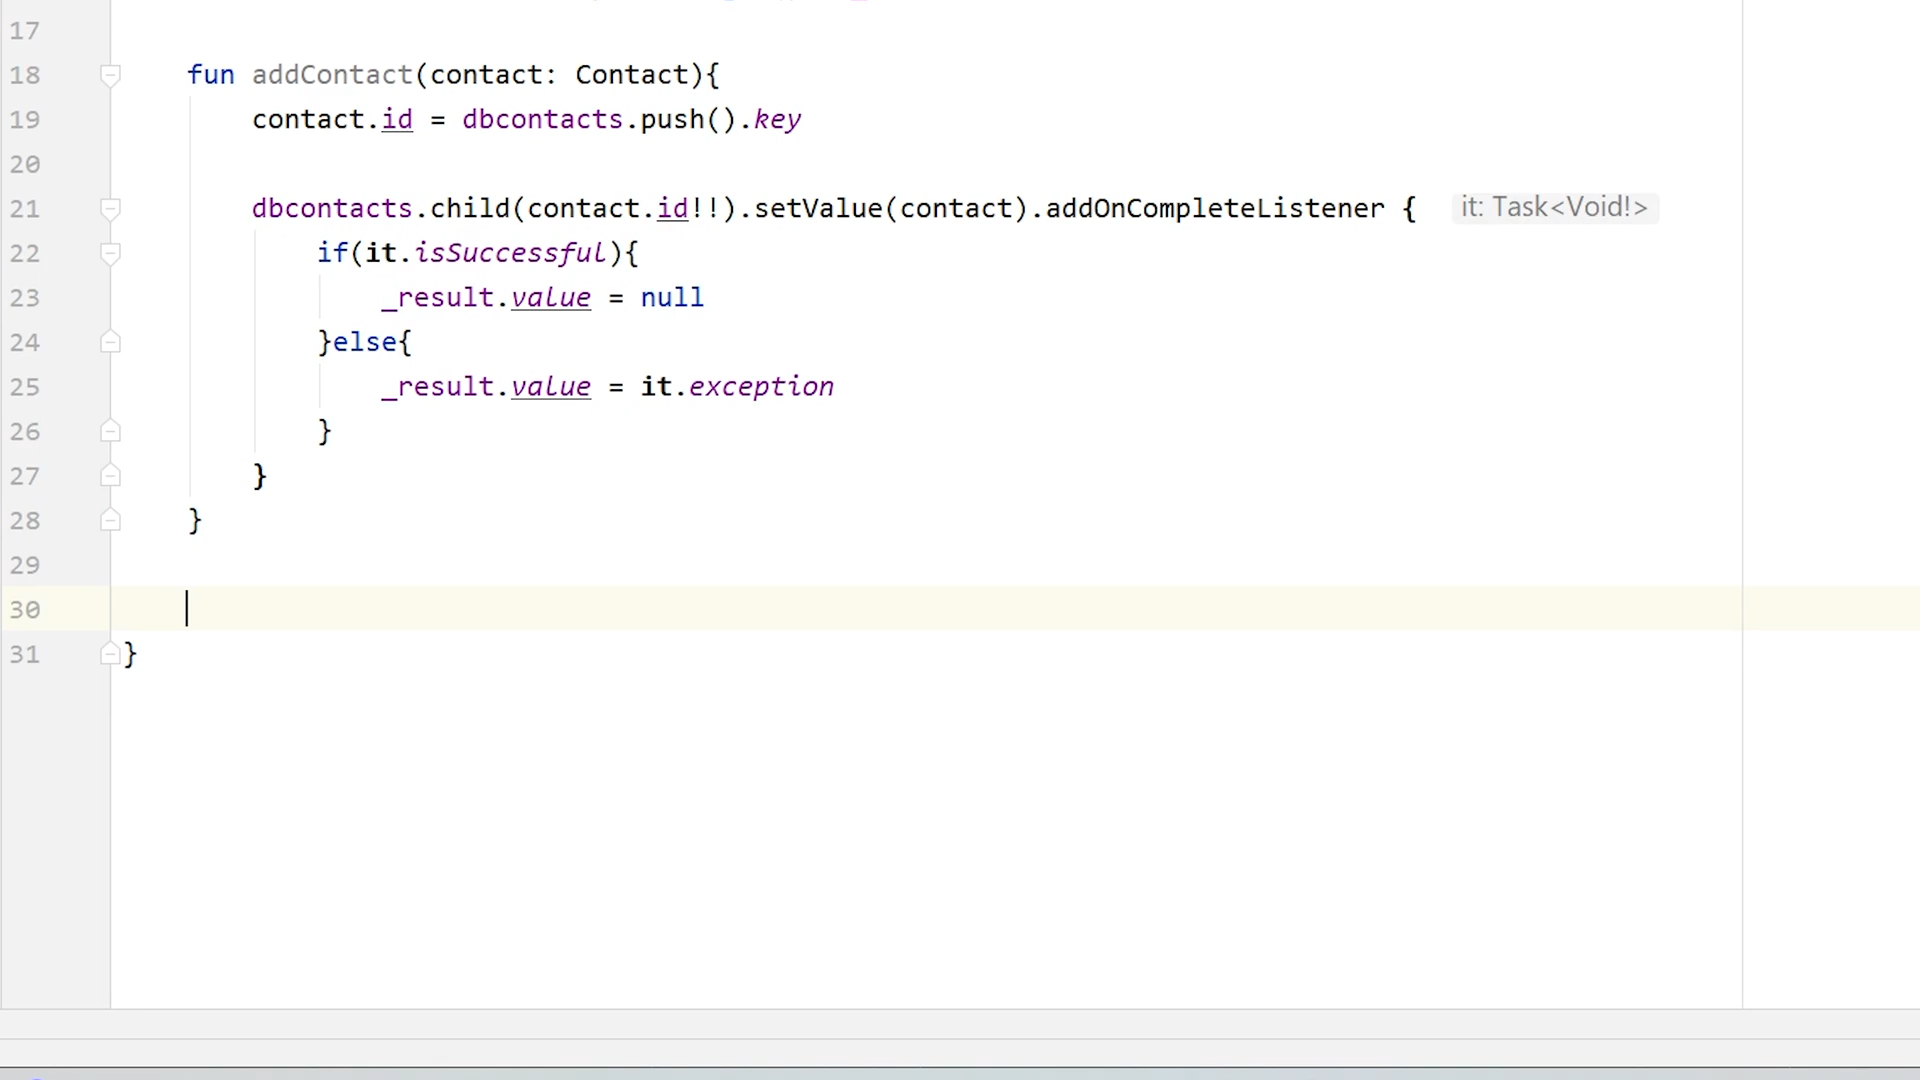 17
18 fun addContact(contact: Contact){
19 contact.id = dbcontacts.push().key
20
21 dbcontacts.child(contact.id!!).setValue(contact).addOnCompleteListener { it: Task<Void!>
22 if(it.isSuccessful){
23 _result.value = null
24 }else{
25 _result.value = it.exception
26 }
27 }
28 }
29
30
31 }